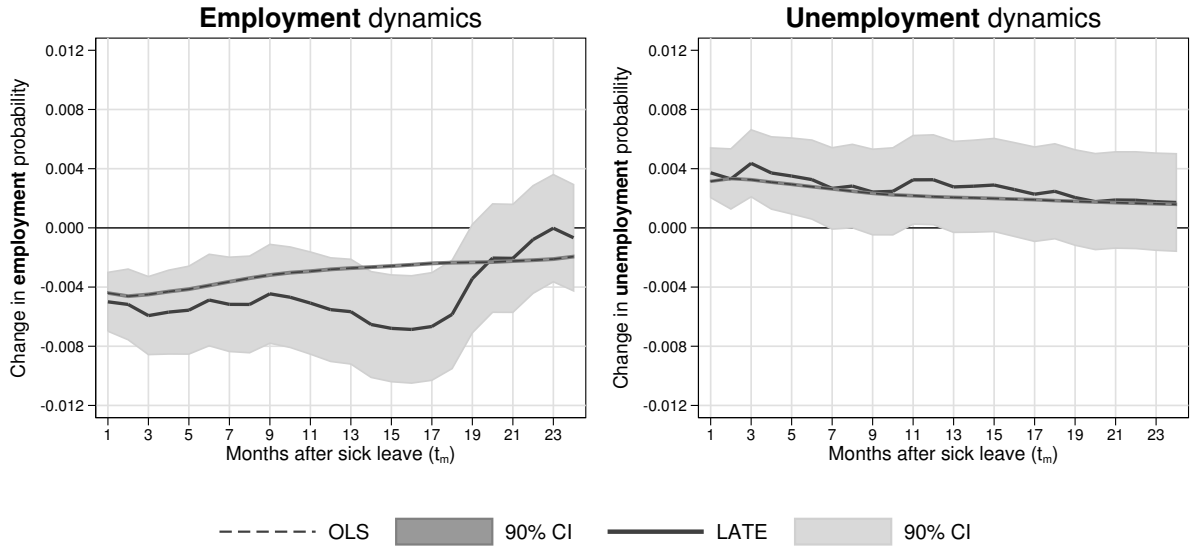 Employment dynamics
Change in employment probability
0.012
0.008
0.004
0.000
-0.004
-0.008
-0.012
1 3 5 7 9 11 13 15 17 19 21 23
Months after sick leave (tm)
Unemployment dynamics
Change in unemployment probability
0.012
0.008
0.004
0.000
-0.004
-0.008
-0.012
1 3 5 7 9 11 13 15 17 19 21 23
Months after sick leave (tm)
OLS 90% CI LATE 90% CI